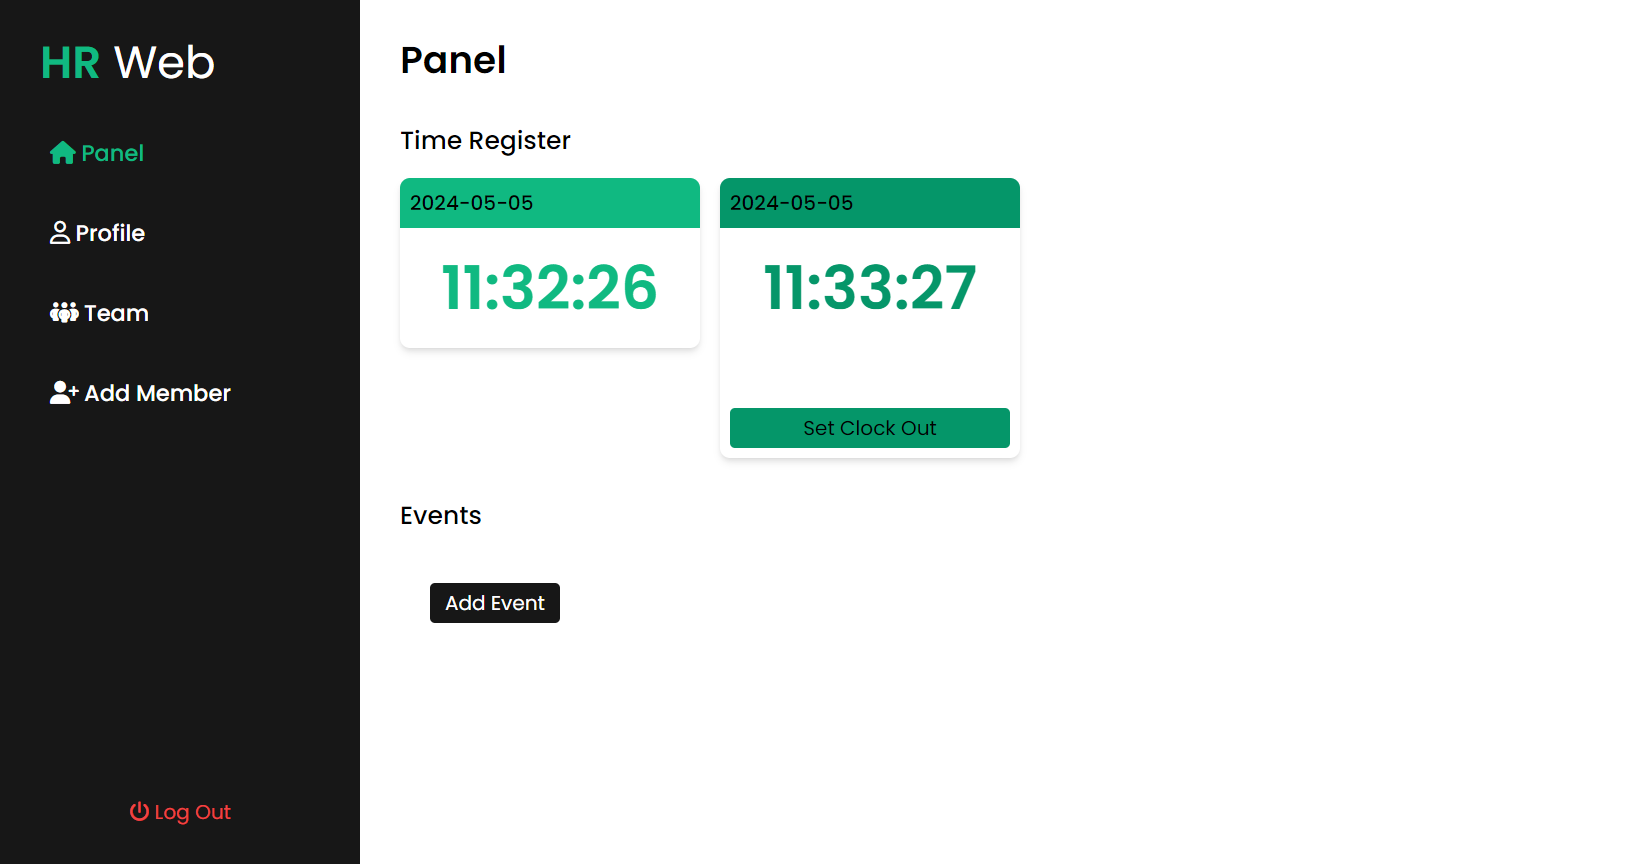 HR Web
Panel
Profile
Team
Add Member
Log Out
Panel
Time Register
2024-05-05
11:32:26
2024-05-05
11:33:27
Set Clock Out
Events
Add Event